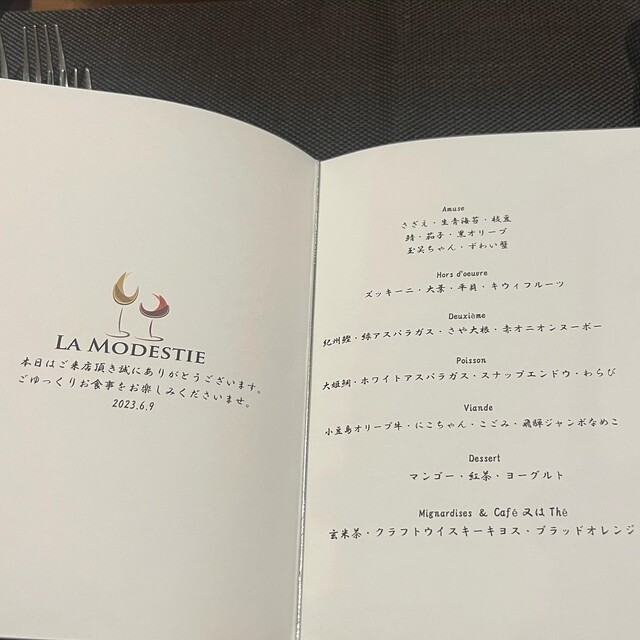 LA MODESTIE
本日はご来店頂き誠にありがとうございます。
ごゆっくりお食事をお楽しみくださいませ。
2023.6.9
Amuse
さざえ・生青海苔・枝豆
鯖・茄子・黒オリーブ
玉笑ちゃん・ずわい蟹
Hors d'oeuvre
ズッキーニ・大葉・平貝・キウィフルーツ
Deuxième
紀州鰹・緑アスパラガス・さや大根・赤オニオンヌーボー
Poisson
大姫鯛・ホワイトアスパラガス・スナップエンドウ・わらび
Viande
小豆島オリーブ牛・にこちゃん・こごみ・飛騨ジャンボなめこ
Dessert
マンゴー・紅茶・ヨーグルト
Mignardises & Café 又は Thé
玄米茶・クラフトウイスキーキヨス・ブラッドオレンジ